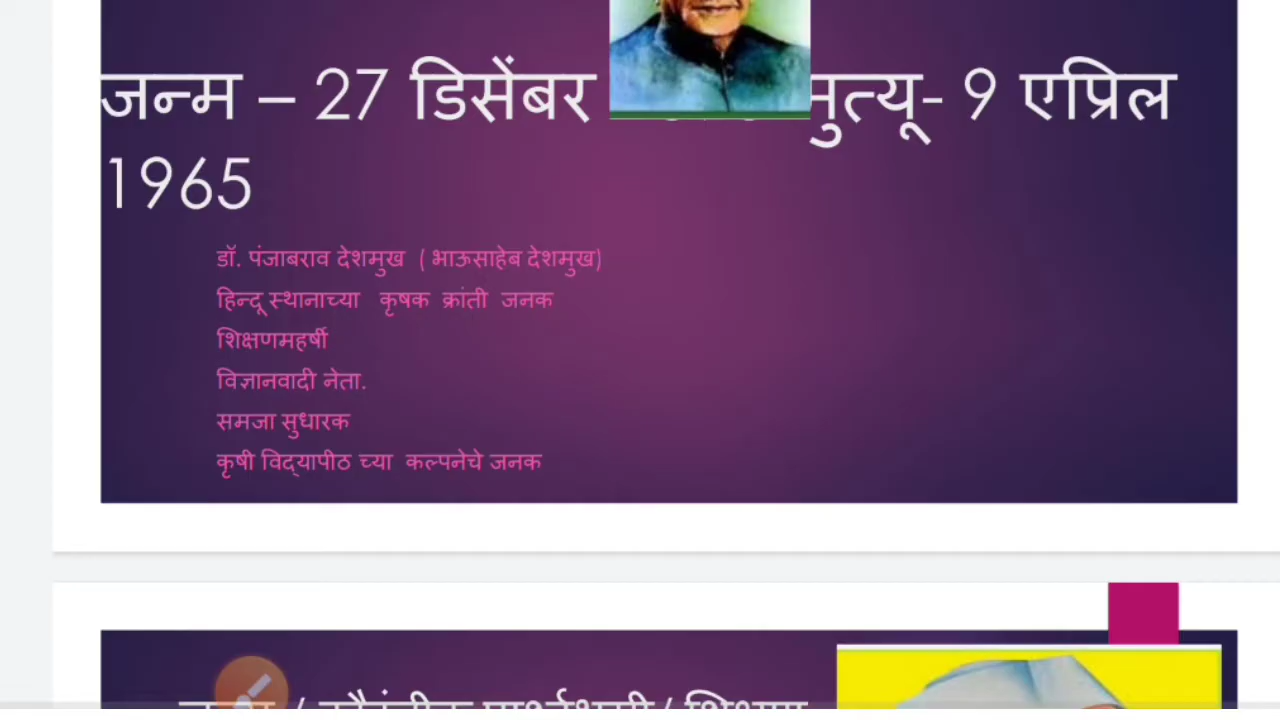 जन्म – 27 डिसेंबर मुत्यू- 9 एप्रिल
1965
डॉ. पंजाबराव देशमुख ( भाऊसाहेब देशमुख)
हिन्दू स्थानाच्या कृषक क्रांती जनक
शिक्षणमहर्षी
विज्ञानवादी नेता.
समजा सुधारक
कृषी विद्यापीठ च्या कल्पनेचे जनक